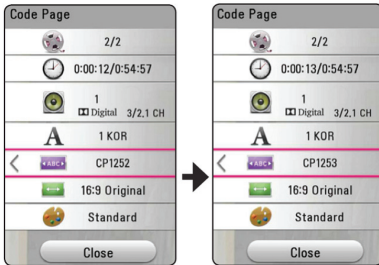 Code Page
2/2
0:00:12/0:54:57
1
Digital 3/2.1 CH
A
1 KOR
ABC
CP1252
16:9 Original
Standard
Close
Code Page
2/2
0:00:13/0:54:57
1
Digital 3/2.1 CH
A
1 KOR
ABC
CP1253
16:9 Original
Standard
Close